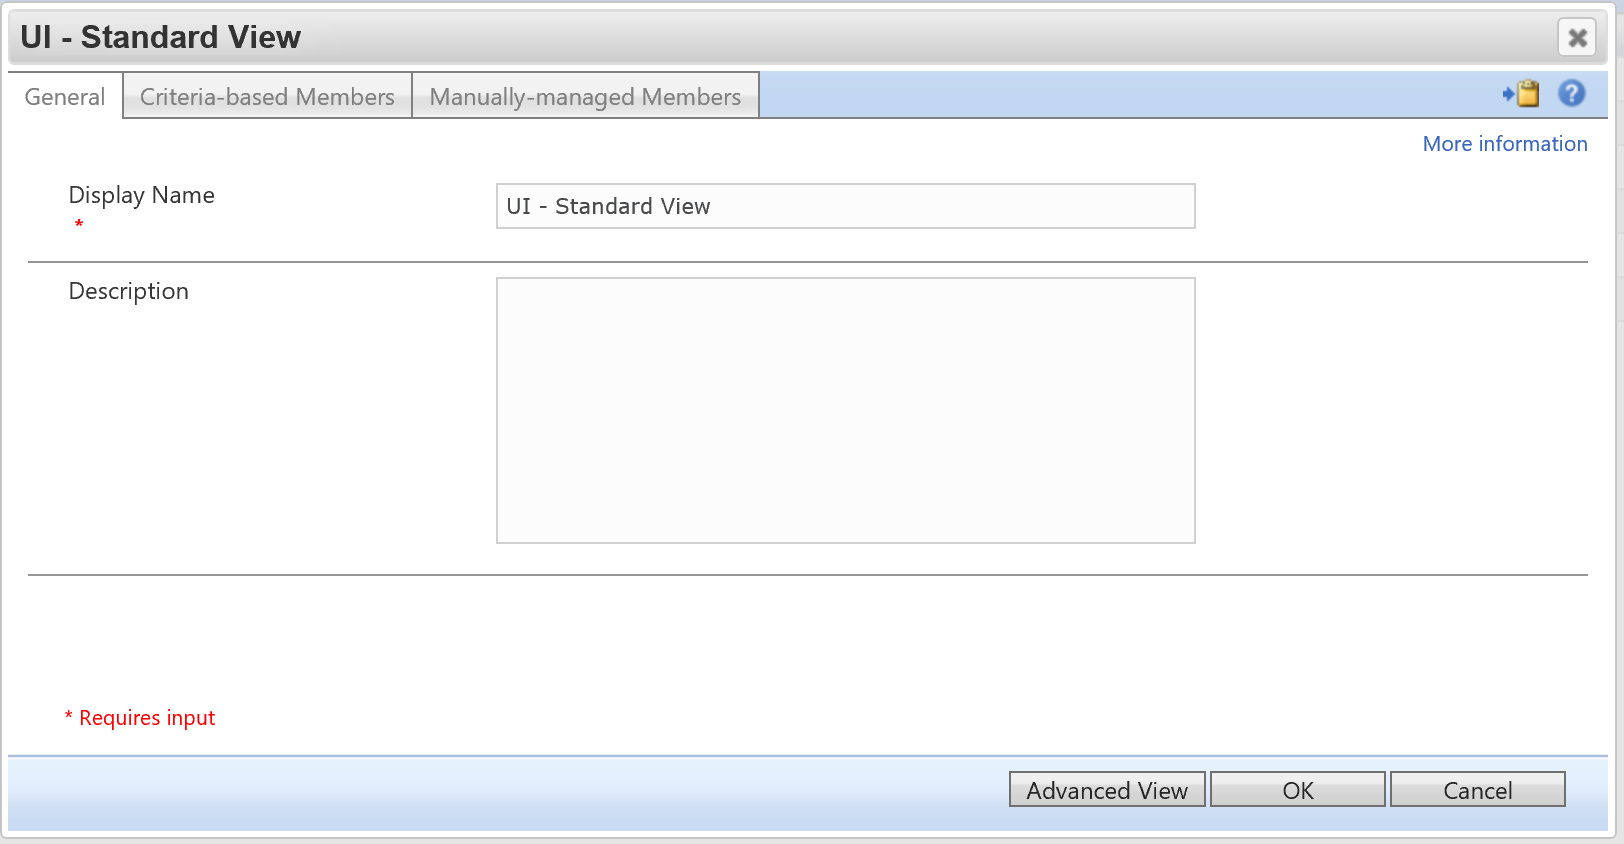 UI - Standard View
General
Criteria-based Members
Manually-managed Members
More information
Display Name
*
UI - Standard View
Description
* Requires input
Advanced View
OK
Cancel